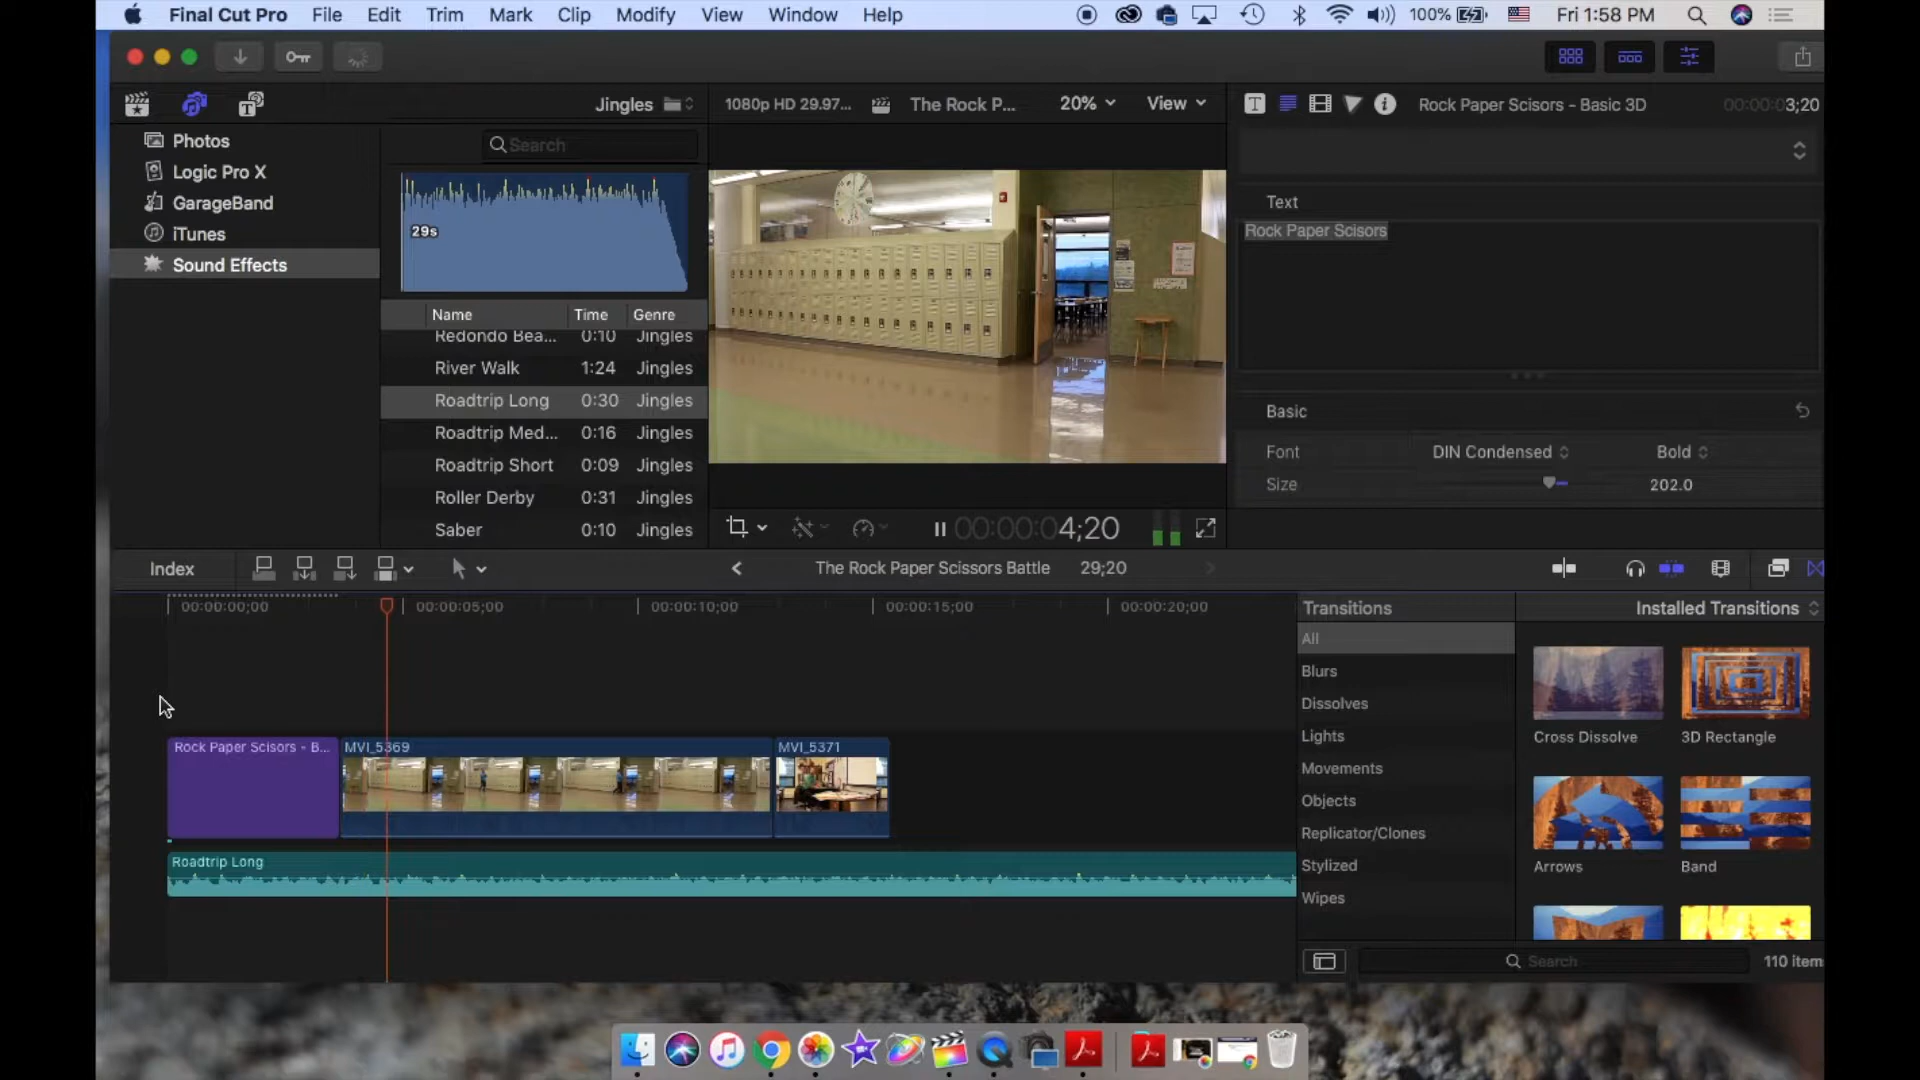 Final Cut Pro File Edit Trim Mark Clip Modify View Window Help 100% Fri 1:58 PM
Jingles 1080p HD 29.97... The Rock P... 20% View Rock Paper Scisors - Basic 3D 00:00:03;20
Photos
Search
Logic Pro X
GarageBand
iTunes
Sound Effects
29s
Name Time Genre
Redondo Bea... 0:10 Jingles
River Walk 1:24 Jingles
Roadtrip Long 0:30 Jingles
Roadtrip Med... 0:16 Jingles
Roadtrip Short 0:09 Jingles
Roller Derby 0:31 Jingles
Saber 0:10 Jingles
00:00:04;20
Text
Rock Paper Scisors
Basic
Font DIN Condensed Bold
Size 202.0
Index The Rock Paper Scissors Battle 29;20
00:00:00;00 00:00:05;00 00:00:10;00 00:00:15;00 00:00:20;00
Rock Paper Scisors - B... MVI_5369 MVI_5371
Roadtrip Long
Transitions Installed Transitions
All
Blurs
Dissolves
Lights
Movements
Objects
Replicator/Clones
Stylized
Wipes
Cross Dissolve 3D Rectangle
Arrows Band
Search 110 item